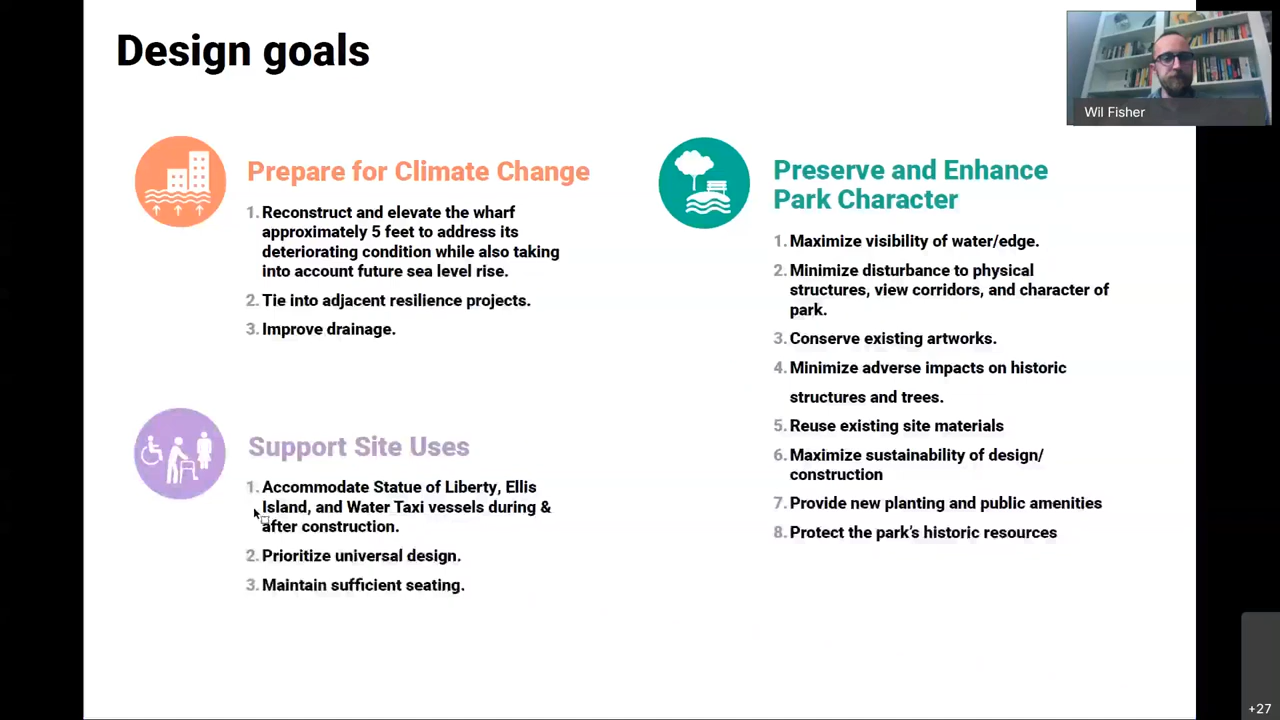 Design goals
Prepare for Climate Change
1. Reconstruct and elevate the wharf
approximately 5 feet to address its
deteriorating condition while also taking
into account future sea level rise.
2. Tie into adjacent resilience projects.
3. Improve drainage.
Support Site Uses
1. Accommodate Statue of Liberty, Ellis
Island, and Water Taxi vessels during &
after construction.
2. Prioritize universal design.
3. Maintain sufficient seating.
Preserve and Enhance
Park Character
1. Maximize visibility of water/edge.
2. Minimize disturbance to physical
structures, view corridors, and character of
park.
3. Conserve existing artworks.
4. Minimize adverse impacts on historic
structures and trees.
5. Reuse existing site materials
6. Maximize sustainability of design/
construction
7. Provide new planting and public amenities
8. Protect the park's historic resources
Wil Fisher
+27